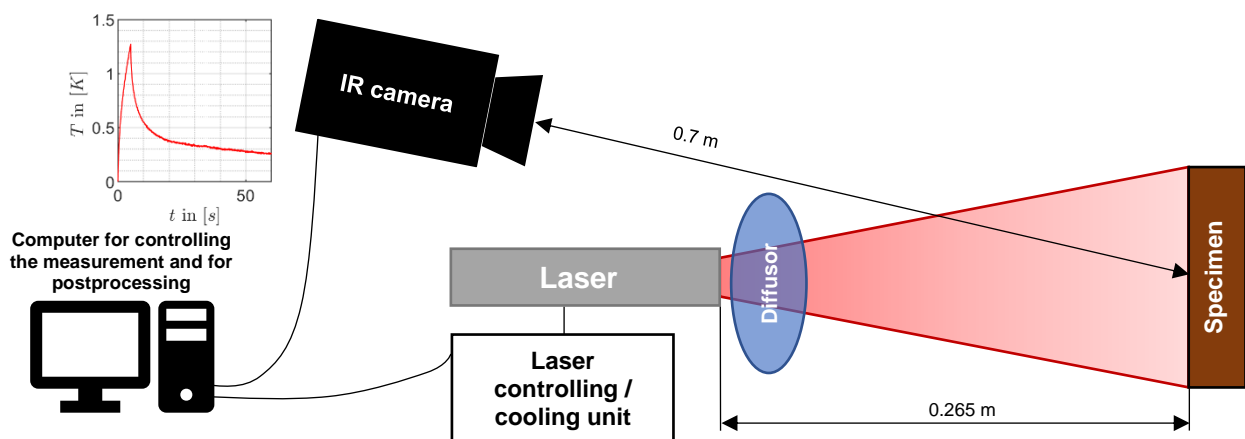 1.5
1
0.5
0
0
50
T in [K]
t in [s]
IR camera
0.7 m
Computer for controlling
the measurement and for
postprocessing
Laser
Diffusor
Specimen
Laser
controlling /
cooling unit
0.265 m